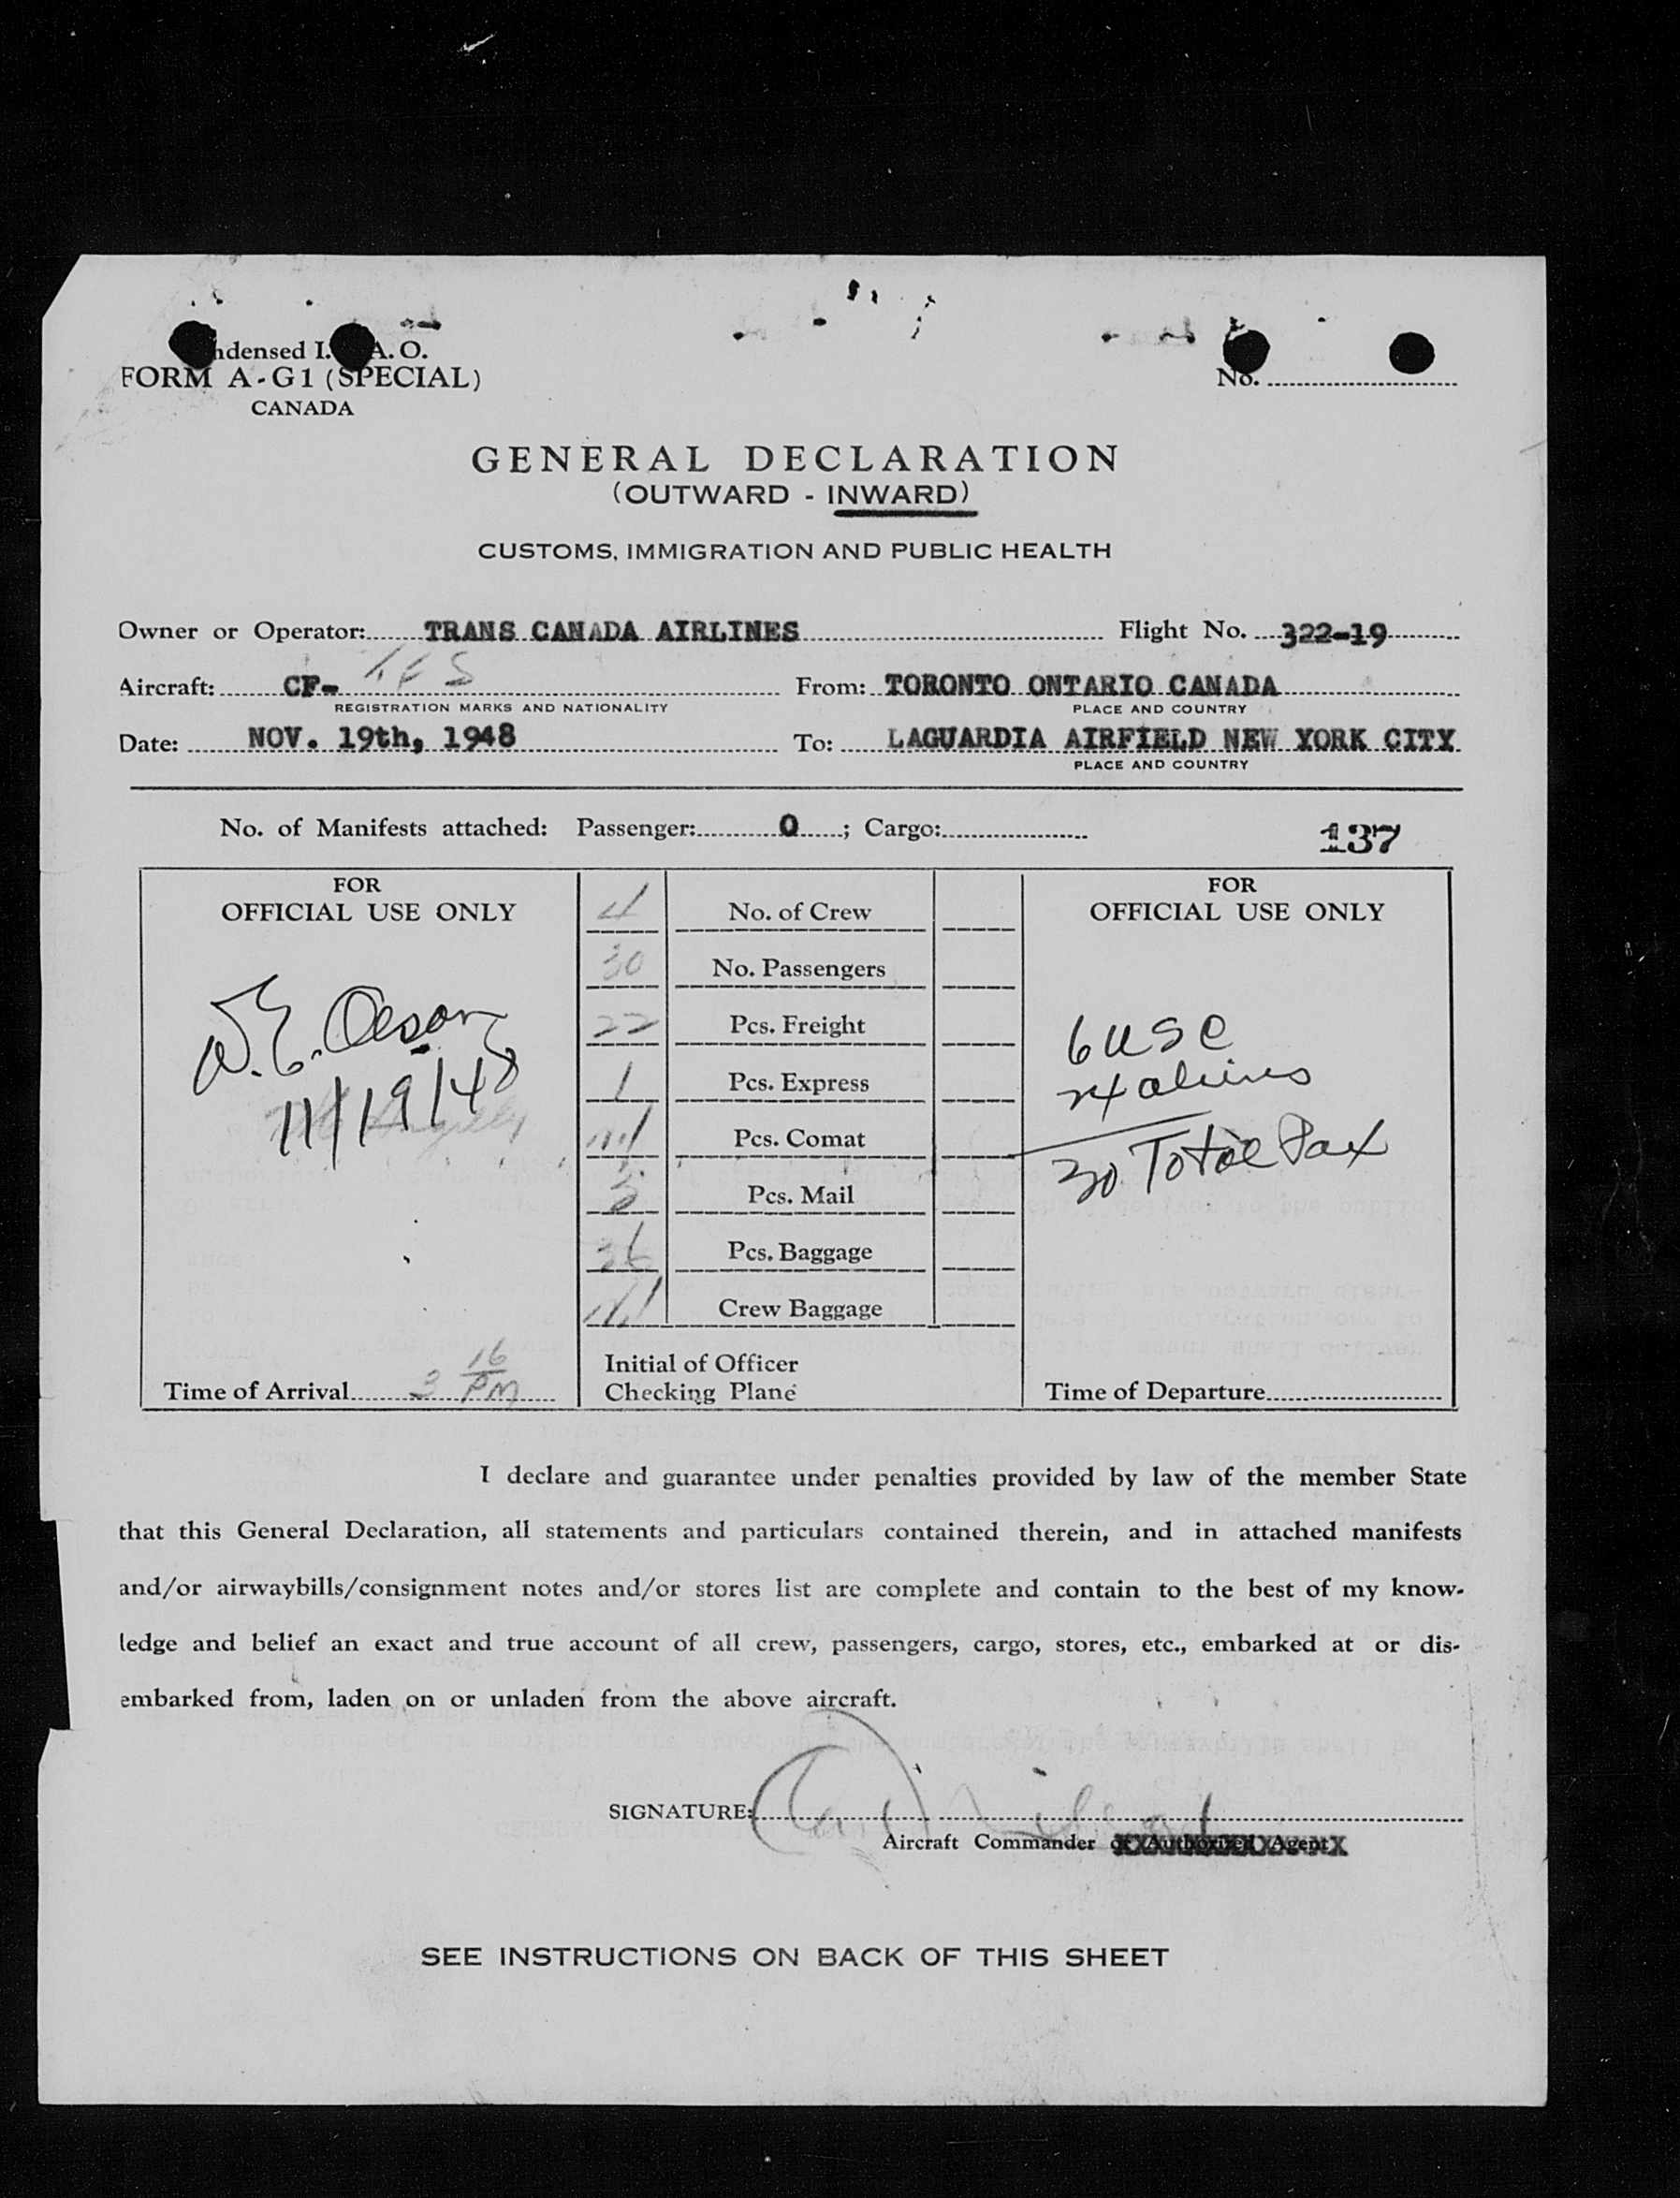 ndensed I. A. O.
FORM A-G1 (SPECIAL)
CANADA
No.
GENERAL DECLARATION
(OUTWARD - INWARD)
CUSTOMS, IMMIGRATION AND PUBLIC HEALTH
Owner or Operator: TRANS CANADA AIRLINES Flight No. 322-19
Aircraft: CF- From: TORONTO ONTARIO CANADA
REGISTRATION MARKS AND NATIONALITY PLACE AND COUNTRY
Date: NOV. 19th, 1948 To: LAGUARDIA AIRFIELD NEW YORK CITY
PLACE AND COUNTRY
No. of Manifests attached: Passenger: 0 ; Cargo:
137
FOR
OFFICIAL USE ONLY
W.E. Oeson
11/19/48
Time of Arrival 3 16 PM
4 No. of Crew
30 No. Passengers
22 Pcs. Freight
1 Pcs. Express
Pcs. Comat
Pcs. Mail
Pcs. Baggage
Crew Baggage
Initial of Officer
Checking Plane
FOR
OFFICIAL USE ONLY
6 USC
24 aliens
30 Total Pax
Time of Departure
I declare and guarantee under penalties provided by law of the member State
that this General Declaration, all statements and particulars contained therein, and in attached manifests
and/or airwaybills/consignment notes and/or stores list are complete and contain to the best of my know-
ledge and belief an exact and true account of all crew, passengers, cargo, stores, etc., embarked at or dis-
embarked from, laden on or unladen from the above aircraft.
SIGNATURE:
Aircraft Commander or Authorized Agent
SEE INSTRUCTIONS ON BACK OF THIS SHEET